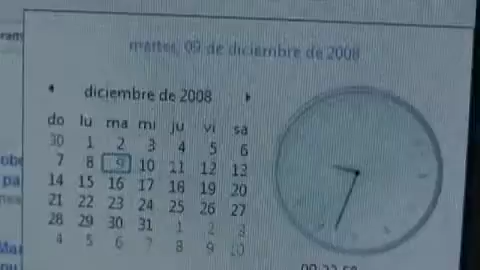 martes, 09 de diciembre de 2008
diciembre de 2008
do lu ma mi ju vi sa
30 1 2 3 4 5 6
7 8 9 10 11 12 13
14 15 16 17 18 19 20
21 22 23 24 25 26 27
28 29 30 31 1 2 3
4 5 6 7 8 9 10